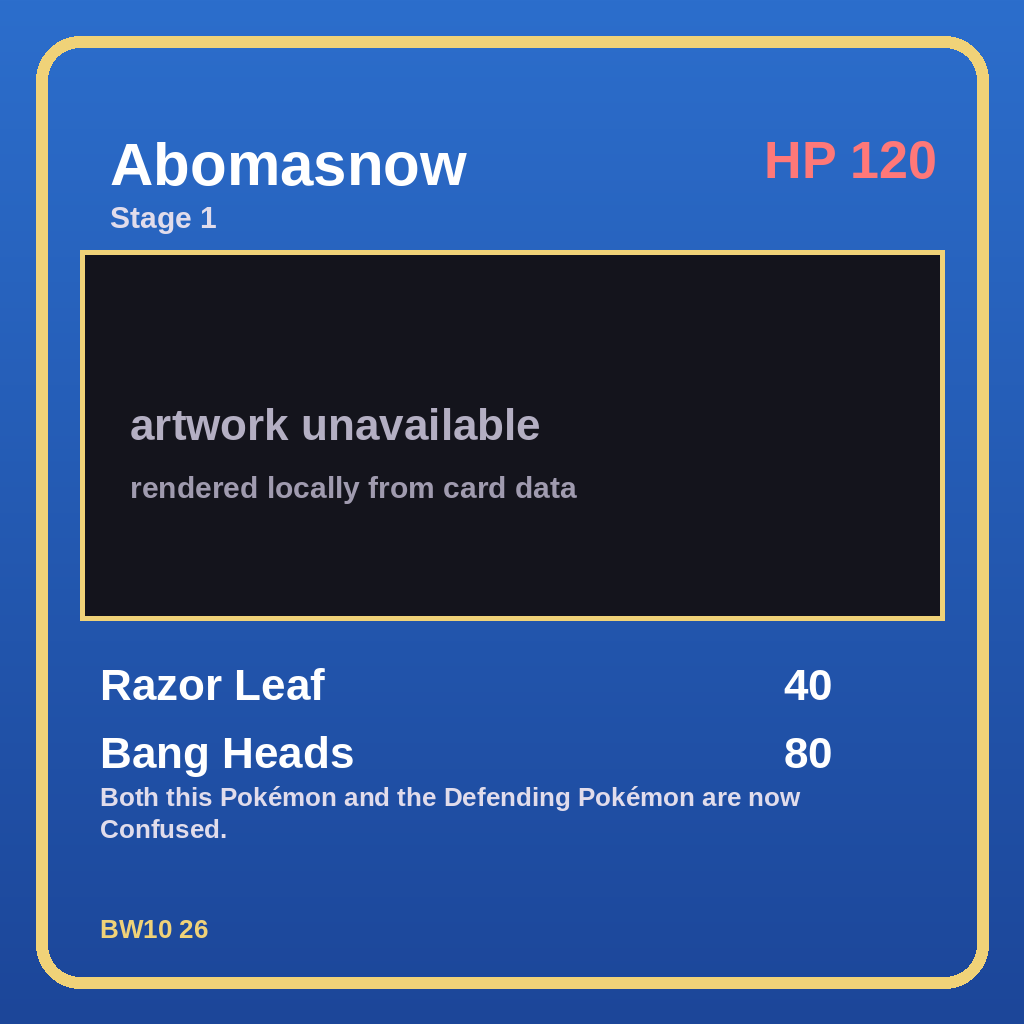 Abomasnow
HP 120
Stage 1
artwork unavailable
rendered locally from card data
Razor Leaf 40
Bang Heads 80
Both this Pokémon and the Defending Pokémon are now
Confused.
BW10 26